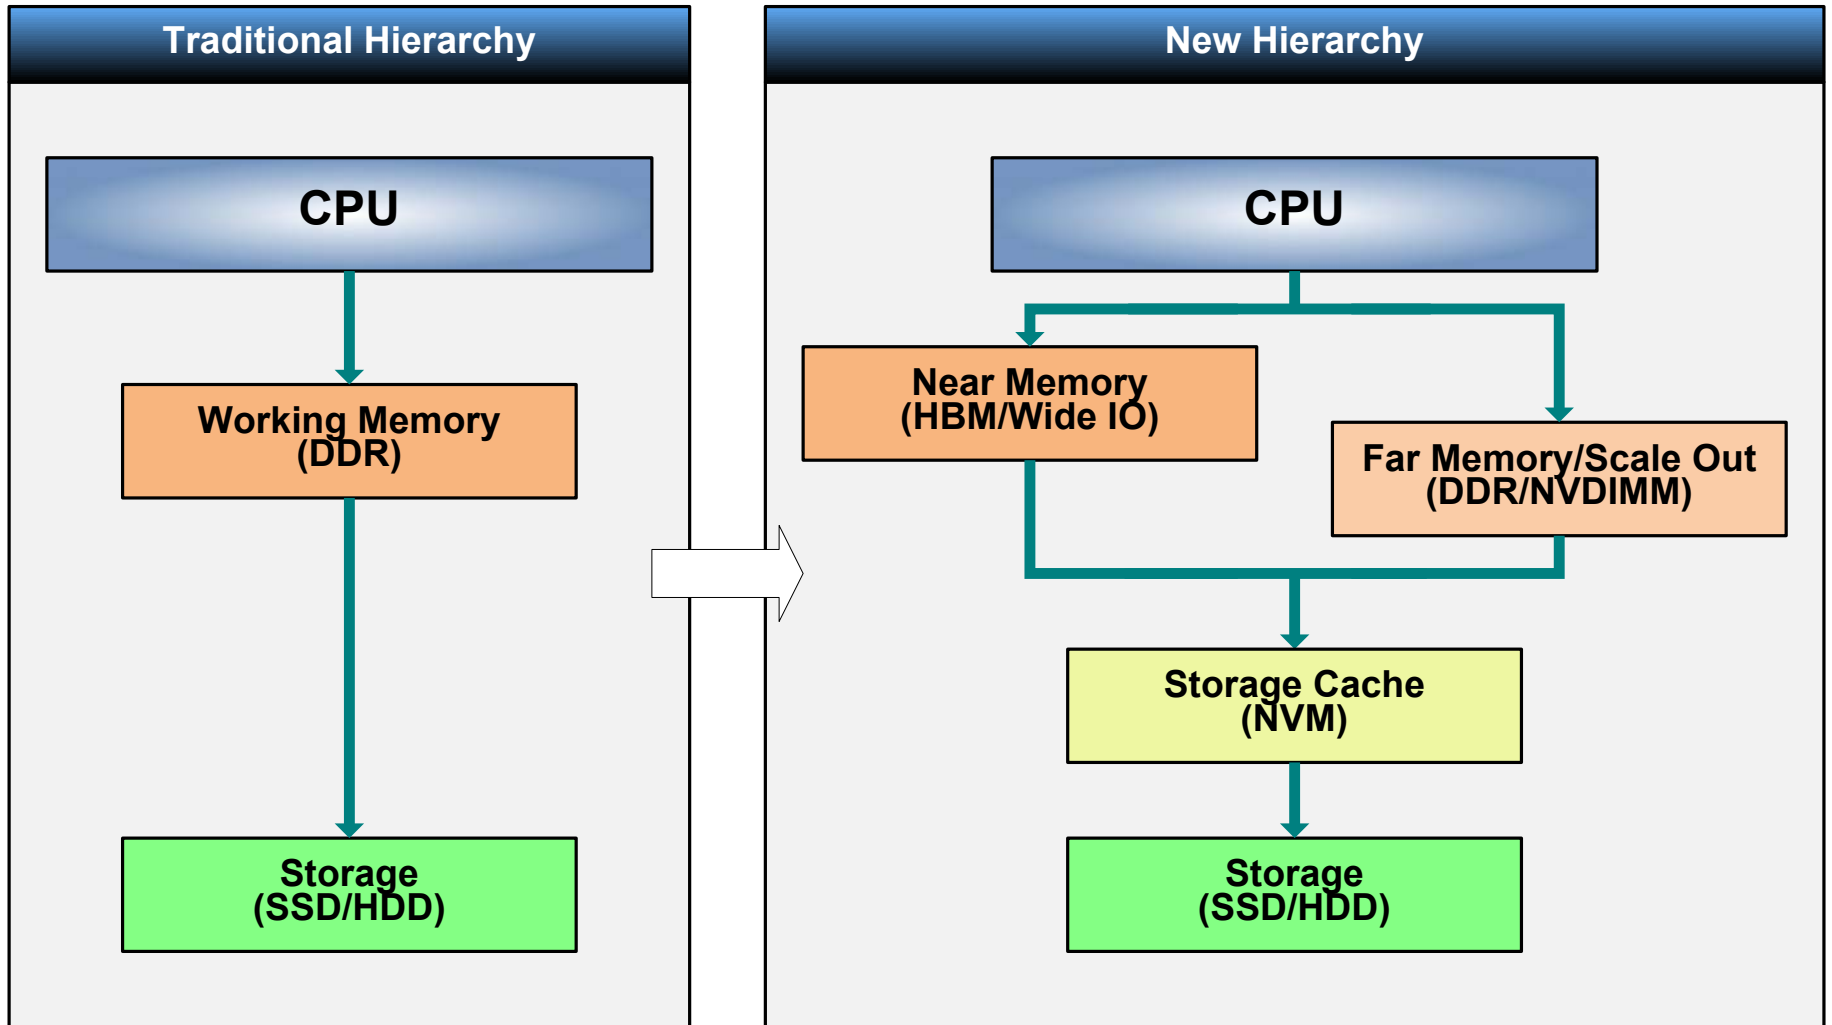 Traditional Hierarchy
CPU
Working Memory
(DDR)
Storage
(SSD/HDD)
New Hierarchy
CPU
Near Memory
(HBM/Wide IO)
Far Memory/Scale Out
(DDR/NVDIMM)
Storage Cache
(NVM)
Storage
(SSD/HDD)